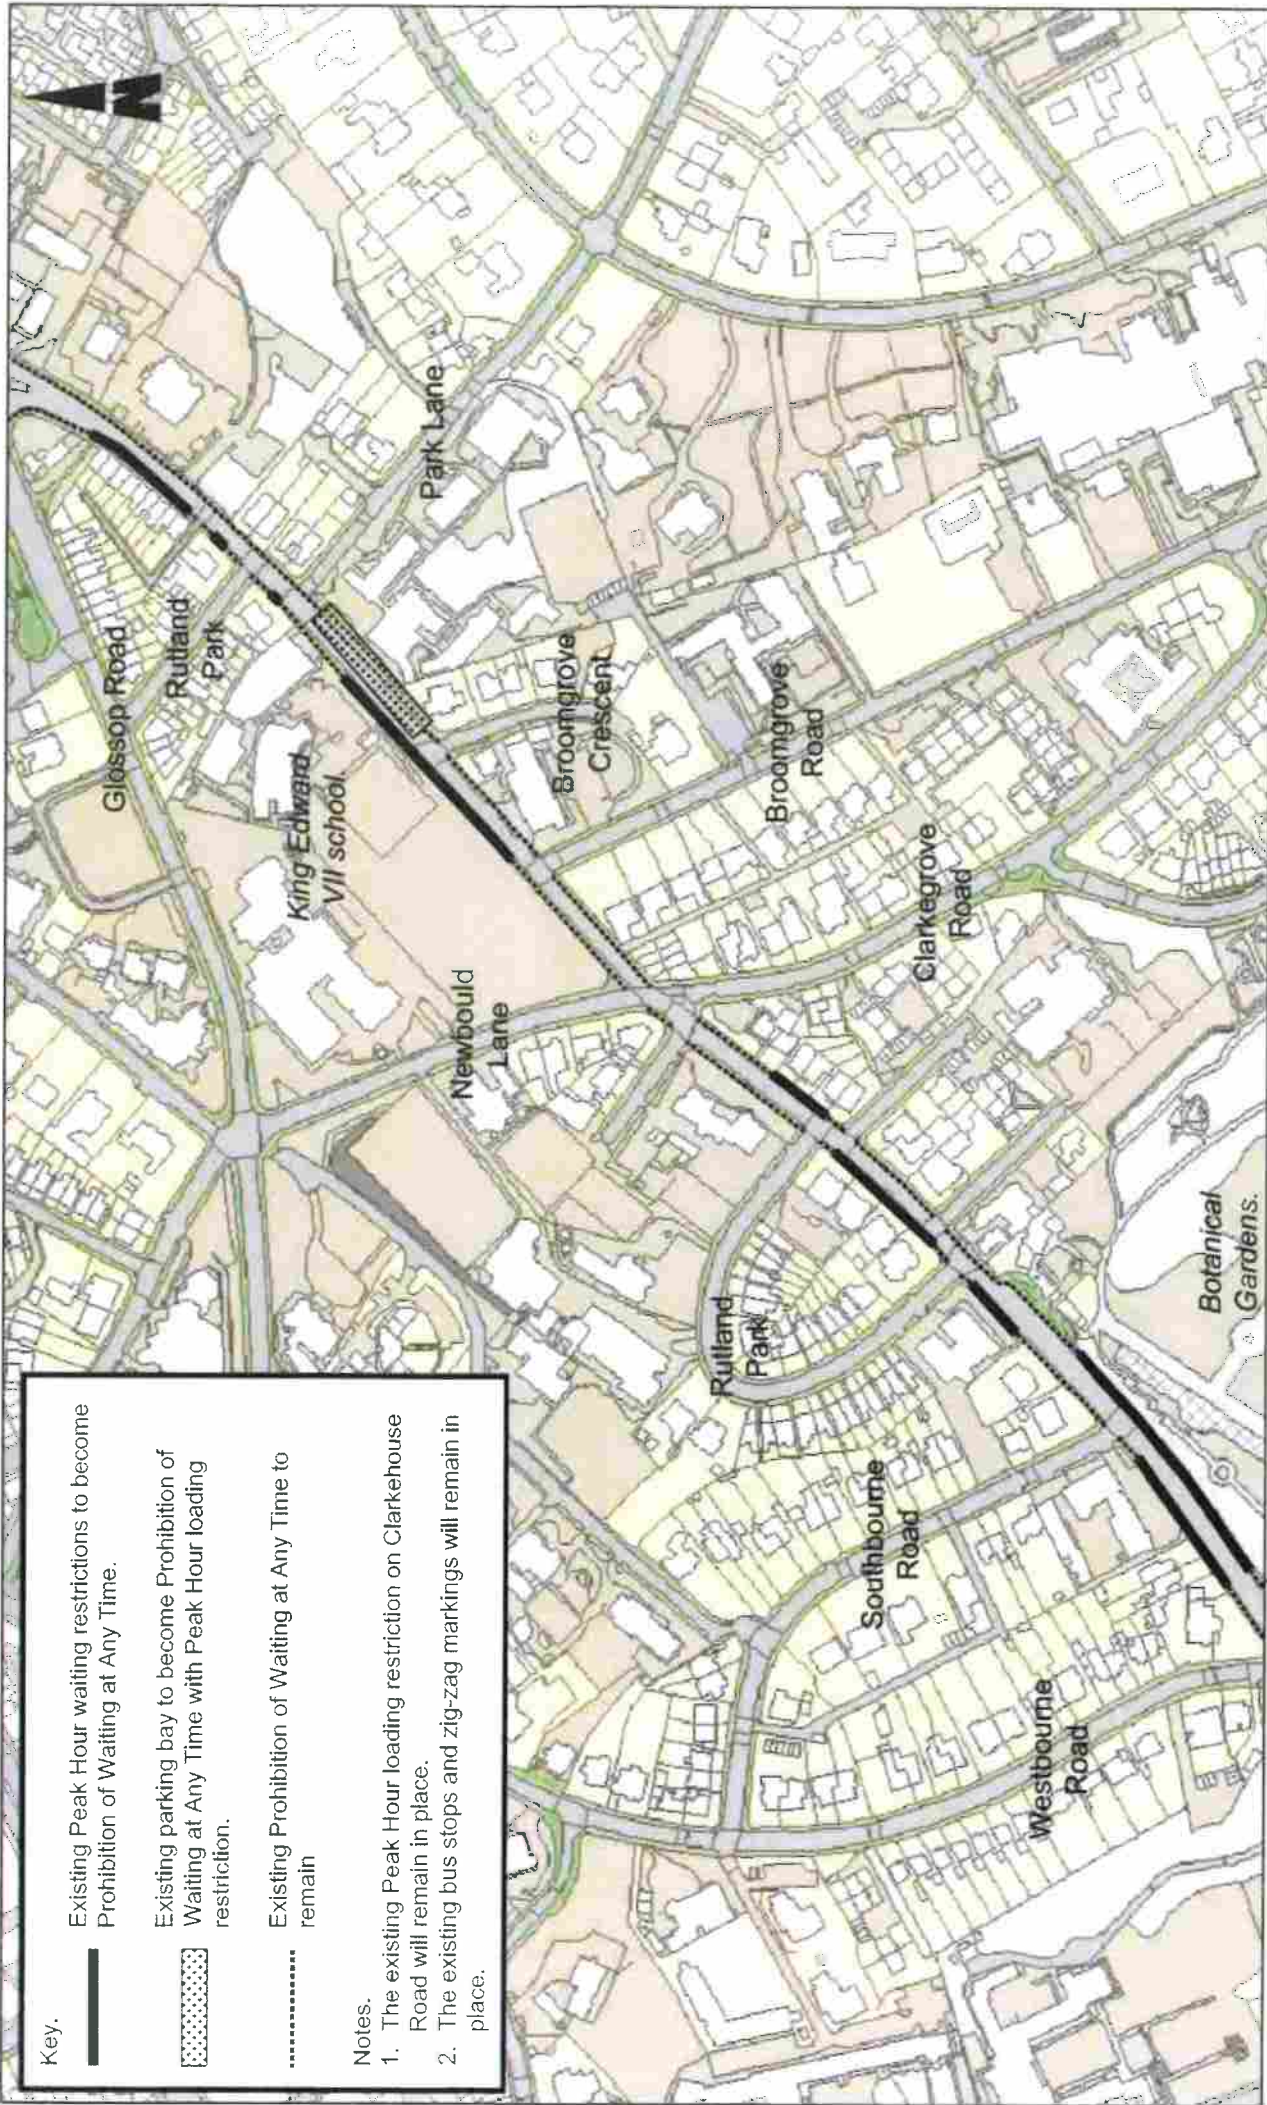 Key.
Existing Peak Hour waiting restrictions to become
Prohibition of Waiting at Any Time.
Existing parking bay to become Prohibition of
Waiting at Any Time with Peak Hour loading
restriction.
Existing Prohibition of Waiting at Any Time to
remain
Notes.
1. The existing Peak Hour loading restriction on Clarkehouse
Road will remain in place.
2. The existing bus stops and zig-zag markings will remain in
place.
N
Glossop Road
Rutland
Park
King Edward
VII school.
Park Lane
Newbould
Lane
Broomgrove
Crescent
Broomgrove
Road
Clarkegrove
Road
Rutland
Park
Southbourne
Road
Westbourne
Road
Botanical
Gardens.